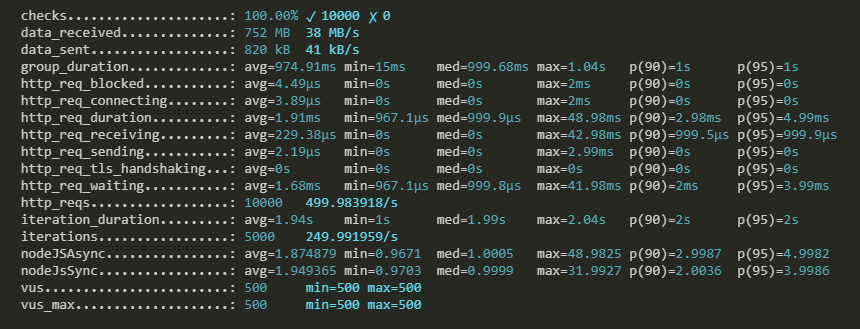 checks.....................: 100.00% ✓ 10000 ✗ 0
data_received..............: 752 MB 38 MB/s
data_sent..................: 820 kB 41 kB/s
group_duration.............: avg=974.91ms min=15ms med=999.68ms max=1.04s p(90)=1s p(95)=1s
http_req_blocked...........: avg=4.49µs min=0s med=0s max=2ms p(90)=0s p(95)=0s
http_req_connecting........: avg=3.89µs min=0s med=0s max=2ms p(90)=0s p(95)=0s
http_req_duration..........: avg=1.91ms min=967.1µs med=999.9µs max=48.98ms p(90)=2.98ms p(95)=4.99ms
http_req_receiving.........: avg=229.38µs min=0s med=0s max=42.98ms p(90)=999.5µs p(95)=999.9µs
http_req_sending...........: avg=2.19µs min=0s med=0s max=2.99ms p(90)=0s p(95)=0s
http_req_tls_handshaking...: avg=0s min=0s med=0s max=0s p(90)=0s p(95)=0s
http_req_waiting...........: avg=1.68ms min=967.1µs med=999.8µs max=41.98ms p(90)=2ms p(95)=3.99ms
http_reqs..................: 10000 499.983918/s
iteration_duration.........: avg=1.94s min=1s med=1.99s max=2.04s p(90)=2s p(95)=2s
iterations.................: 5000 249.991959/s
nodeJSAsync................: avg=1.874879 min=0.9671 med=1.0005 max=48.9825 p(90)=2.9987 p(95)=4.9982
nodeJsSync.................: avg=1.949365 min=0.9703 med=0.9999 max=31.9927 p(90)=2.0036 p(95)=3.9986
vus........................: 500 min=500 max=500
vus_max....................: 500 min=500 max=500